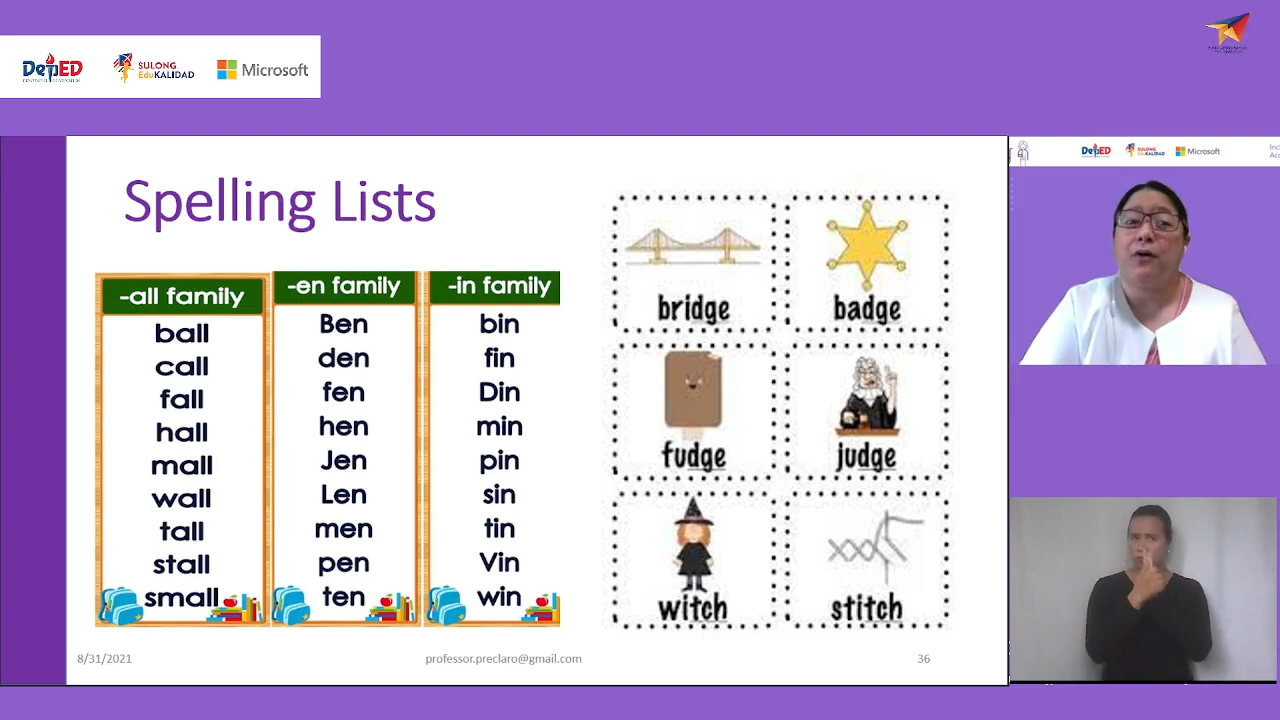 DepED
SULONG
EduKALIDAD
Microsoft
DepED
SULONG
EduKALIDAD
Microsoft
Spelling Lists
-all family
ball
call
fall
hall
mall
wall
tall
stall
small
-en family
Ben
den
fen
hen
Jen
Len
men
pen
ten
-in family
bin
fin
Din
min
pin
sin
tin
Vin
win
bridge
badge
fudge
judge
witch
stitch
8/31/2021
professor.preclaro@gmail.com
36